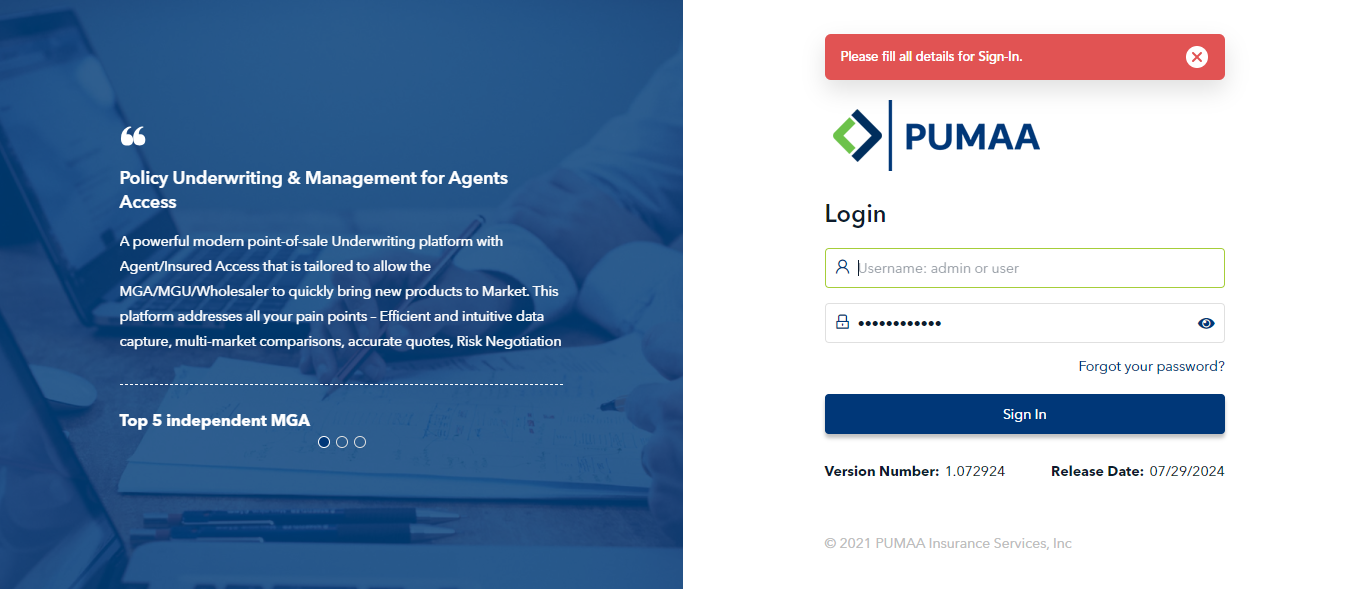 Policy Underwriting & Management for Agents
Access
A powerful modern point-of-sale Underwriting platform with
Agent/Insured Access that is tailored to allow the
MGA/MGU/Wholesaler to quickly bring new products to Market. This
platform addresses all your pain points – Efficient and intuitive data
capture, multi-market comparisons, accurate quotes, Risk Negotiation
Top 5 independent MGA
Please fill all details for Sign-In.
PUMAA
Login
Username: admin or user
••••••••••••
Forgot your password?
Sign In
Version Number: 1.072924 Release Date: 07/29/2024
© 2021 PUMAA Insurance Services, Inc